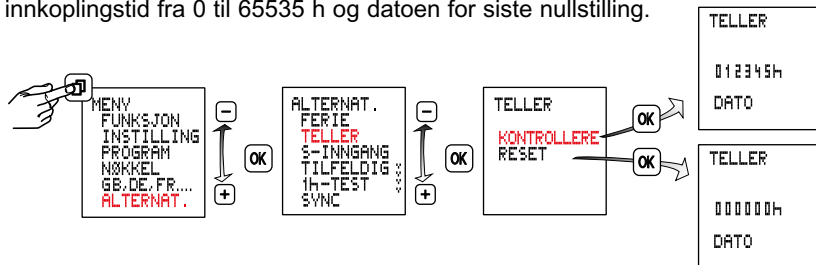 innkoplingstid fra 0 til 65535 h og datoen for siste nullstilling.
MENY
FUNKSJON
INSTILLING
PROGRAM
NØKKEL
GB,DE,FR....
ALTERNAT.
−
OK
+
ALTERNAT.
FERIE
TELLER
S-INNGANG
TILFELDIG
1h-TEST
SYNC
−
OK
+
TELLER
KONTROLLERE
RESET
OK
OK
TELLER
012345h
DATO
TELLER
000000h
DATO